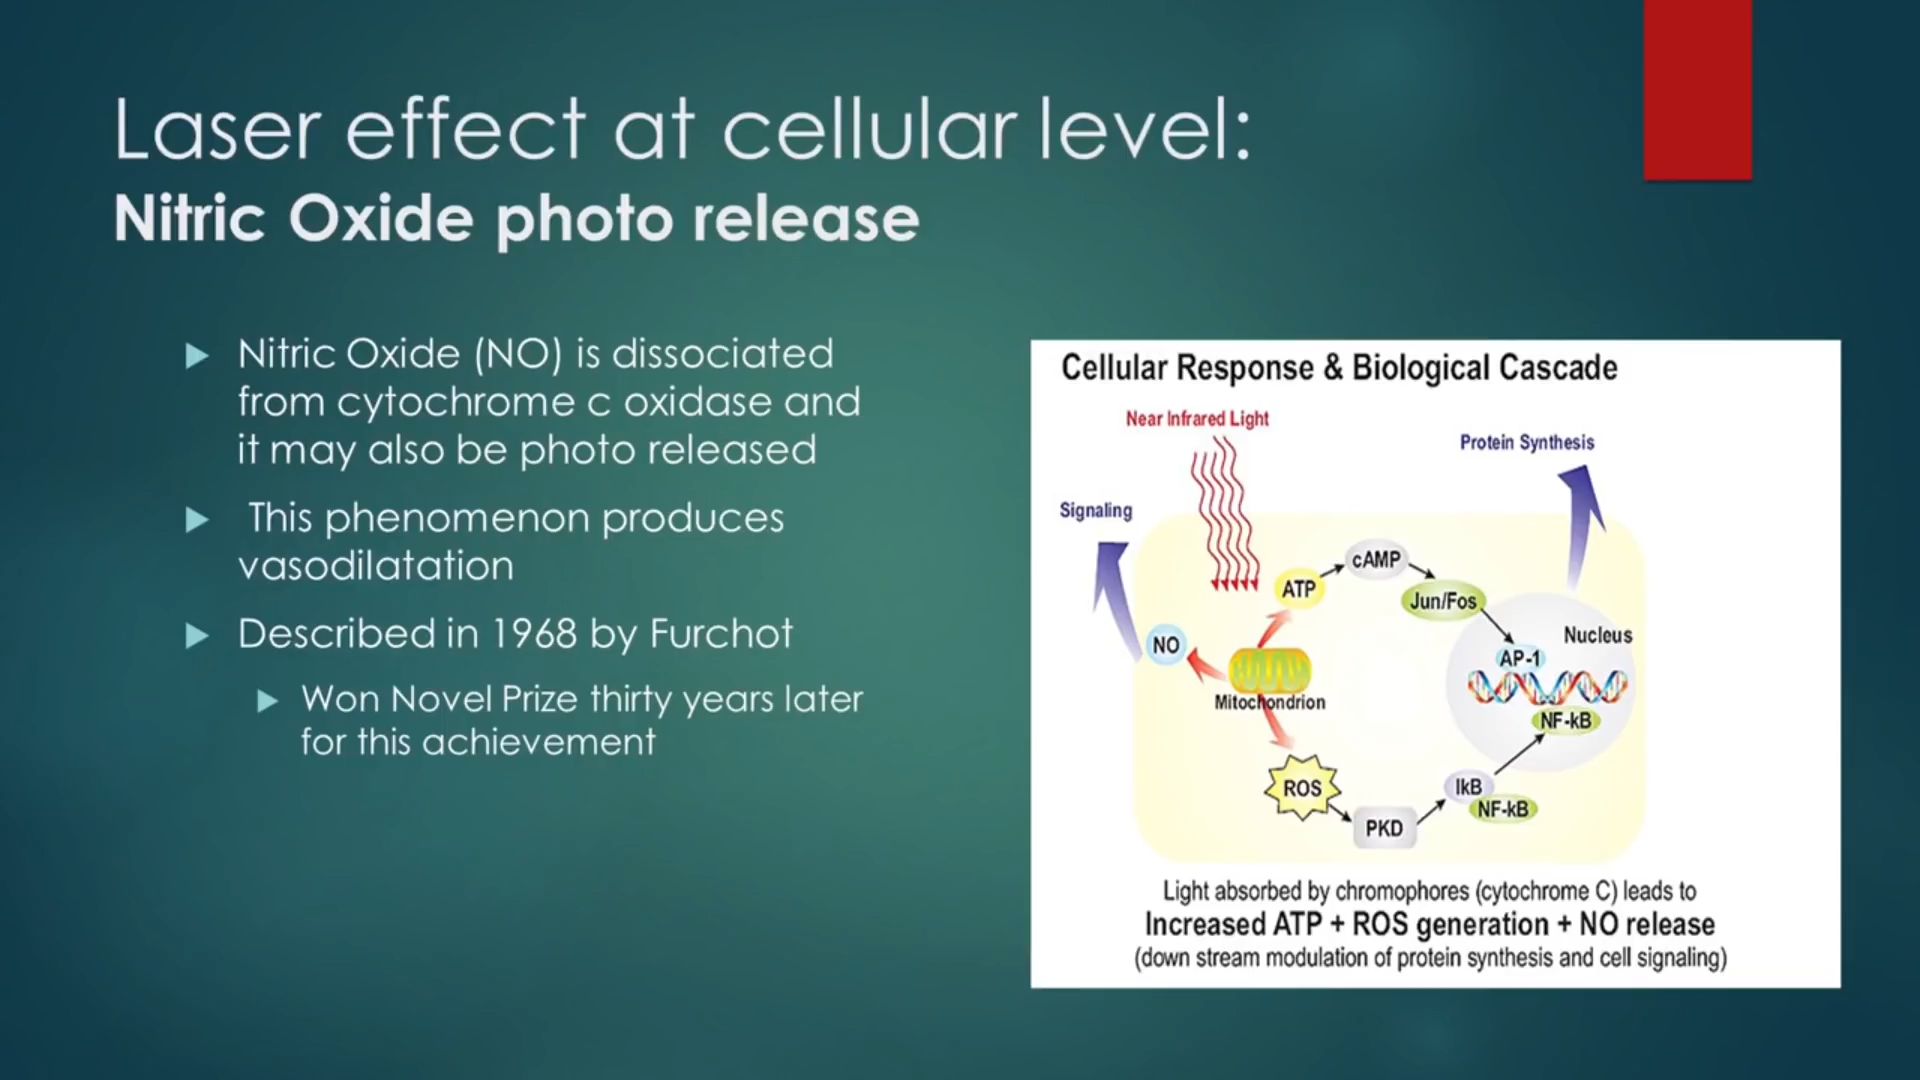 Laser effect at cellular level:
Nitric Oxide photo release
Nitric Oxide (NO) is dissociated
from cytochrome c oxidase and
it may also be photo released
This phenomenon produces
vasodilatation
Described in 1968 by Furchot
Won Novel Prize thirty years later
for this achievement
Cellular Response & Biological Cascade
Near Infrared Light
Protein Synthesis
Signaling
cAMP
ATP
Jun/Fos
Nucleus
NO
AP-1
Mitochondrion
NF-kB
ROS
IkB
NF-kB
PKD
Light absorbed by chromophores (cytochrome C) leads to
Increased ATP + ROS generation + NO release
(down stream modulation of protein synthesis and cell signaling)